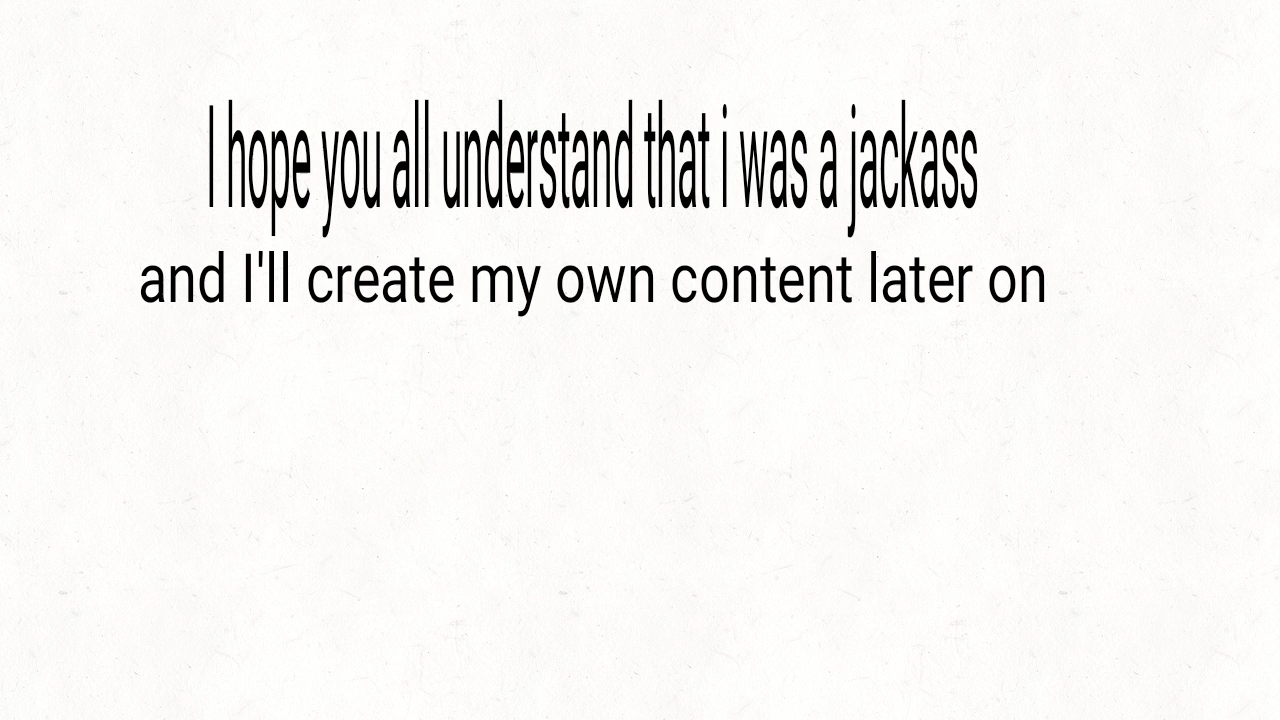 I hope you all understand that i was a jackass
and I'll create my own content later on